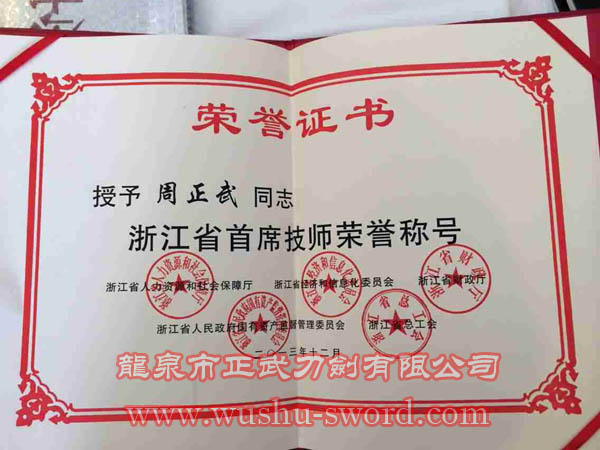 荣誉证书
授予 周正武 同志
浙江省首席技师荣誉称号
浙江省人力资源和社会保障厅 浙江省经济和信息化委员会 浙江省财政厅
浙江省人民政府国有资产监督管理委员会 浙江省总工会
二〇一三年十二月
龍泉市正武刀劍有限公司
www.wushu-sword.com